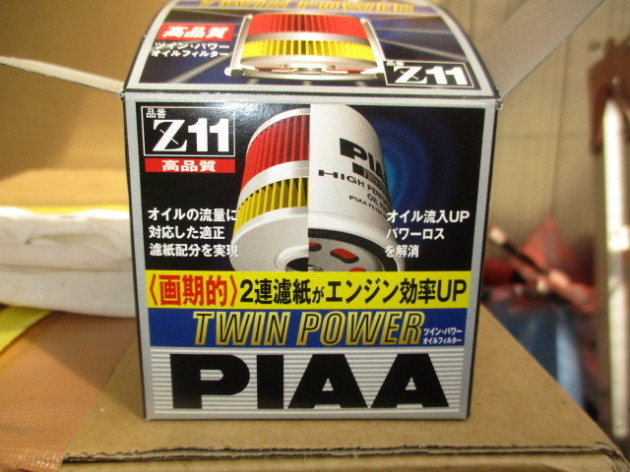 TWIN POWER
高品質
ツイン・パワー
オイルフィルター
Z11
品番
Z11
高品質
PIAA
HIGH
PIAA
オイルの流量に
対応した適正
濾紙配分を実現
オイル流入UP
パワーロス
を解消
〈画期的〉2連濾紙がエンジン効率UP
TWIN POWER
ツイン・パワー
オイルフィルター
PIAA